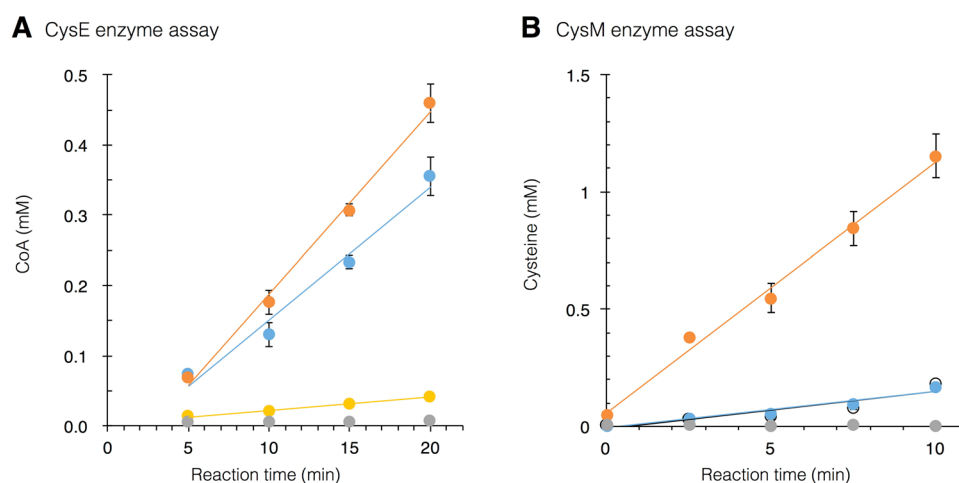 A CysE enzyme assay
0.5
0.4
0.3
0.2
0.1
0.0
CoA (mM)
0 5 10 15 20
Reaction time (min)
B CysM enzyme assay
1.5
1
0.5
0
Cysteine (mM)
0 5 10
Reaction time (min)